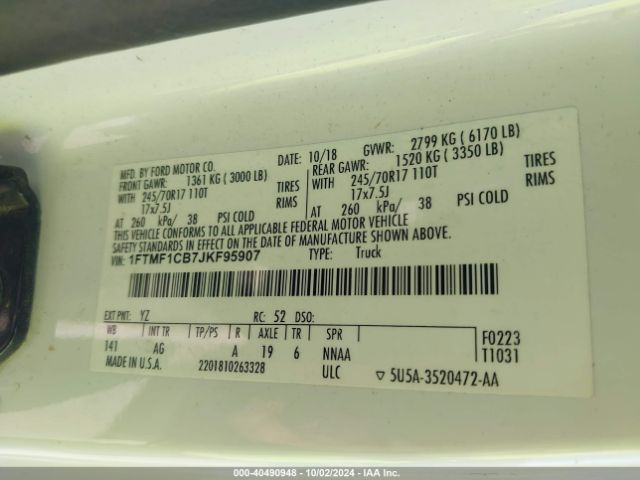 MFD. BY FORD MOTOR CO.
DATE: 10/18
GVWR: 2799 KG ( 6170 LB)
FRONT GAWR: 1361 KG ( 3000 LB)
REAR GAWR: 1520 KG ( 3350 LB)
WITH 245/70R17 110T TIRES
WITH 245/70R17 110T TIRES
17x7.5J RIMS
17x7.5J RIMS
AT 260 kPa/ 38 PSI COLD
AT 260 kPa/ 38 PSI COLD
THIS VEHICLE CONFORMS TO ALL APPLICABLE FEDERAL MOTOR VEHICLE
SAFETY STANDARDS IN EFFECT ON THE DATE OF MANUFACTURE SHOWN ABOVE.
VIN: 1FTMF1CB7JKF95907
TYPE: Truck
EXT PNT: YZ RC: 52 DSO:
WB INT TR TP/PS R AXLE TR SPR
141 AG A 19 6 NNAA
F0223
T1031
MADE IN U.S.A. 2201810263328 ULC
▽ 5U5A-3520472-AA
000-40490948 - 10/02/2024 - IAAI.COM